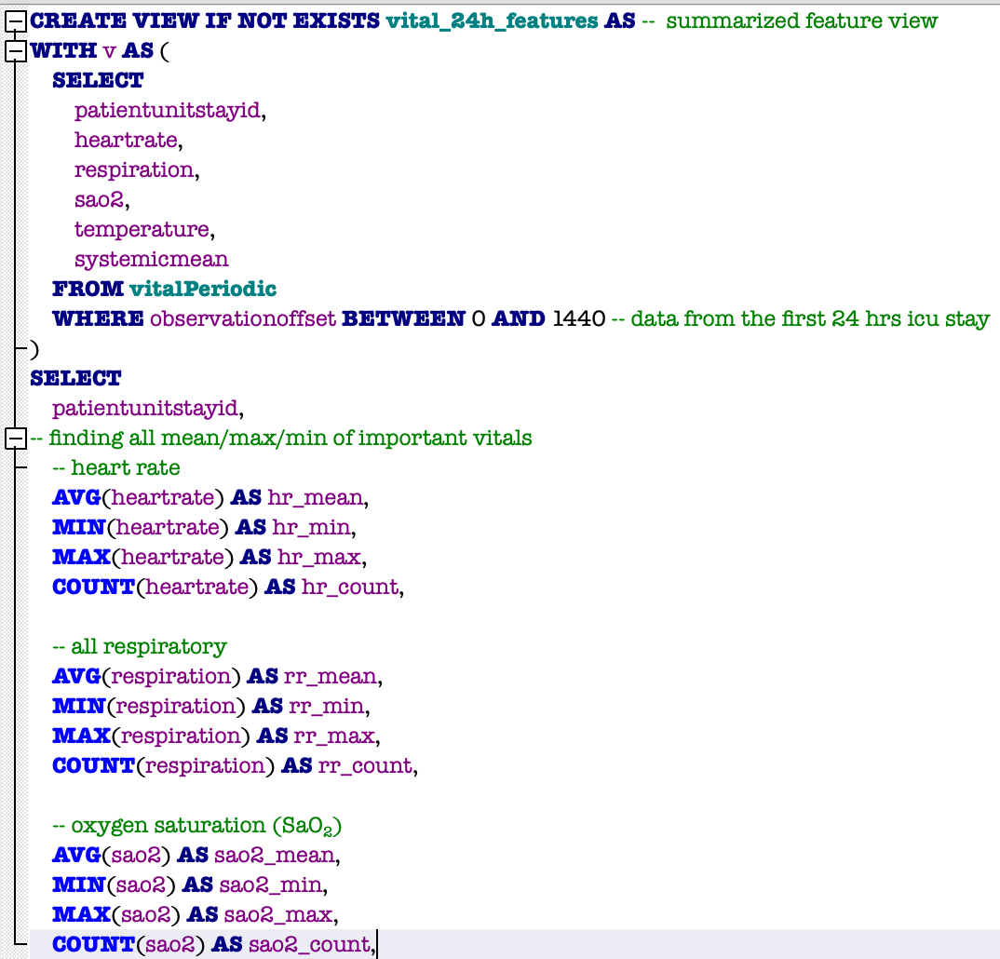 CREATE VIEW IF NOT EXISTS vital_24h_features AS --  summarized feature view
WITH v AS (
  SELECT
    patientunitstayid,
    heartrate,
    respiration,
    sao2,
    temperature,
    systemicmean
  FROM vitalPeriodic
  WHERE observationoffset BETWEEN 0 AND 1440 -- data from the first 24 hrs icu stay
)
SELECT
  patientunitstayid,
-- finding all mean/max/min of important vitals
  -- heart rate
  AVG(heartrate) AS hr_mean,
  MIN(heartrate) AS hr_min,
  MAX(heartrate) AS hr_max,
  COUNT(heartrate) AS hr_count,

  -- all respiratory
  AVG(respiration) AS rr_mean,
  MIN(respiration) AS rr_min,
  MAX(respiration) AS rr_max,
  COUNT(respiration) AS rr_count,

  -- oxygen saturation (SaO₂)
  AVG(sao2) AS sao2_mean,
  MIN(sao2) AS sao2_min,
  MAX(sao2) AS sao2_max,
  COUNT(sao2) AS sao2_count,